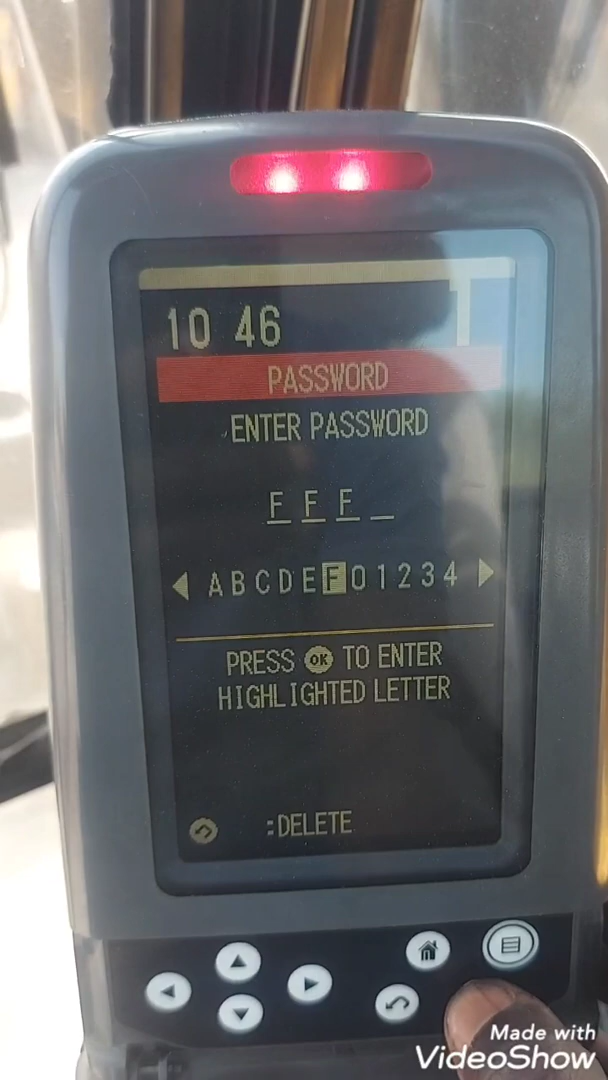 10 46
PASSWORD
ENTER PASSWORD
F F F _
ABCDEF01234
PRESS OK TO ENTER
HIGHLIGHTED LETTER
:DELETE
Made with
VideoShow